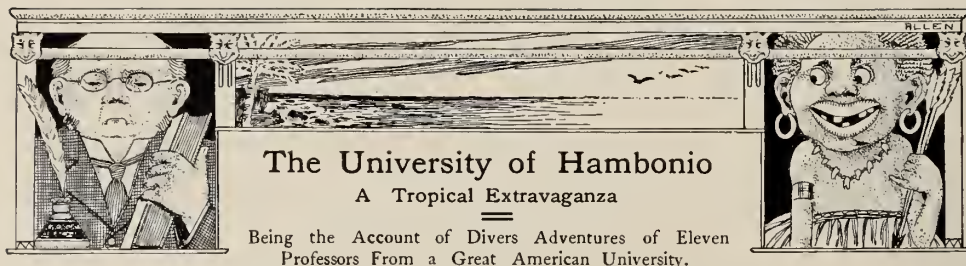 ALLEN
The University of Hambonio
A Tropical Extravaganza
Being the Account of Divers Adventures of Eleven
Professors From a Great American University.